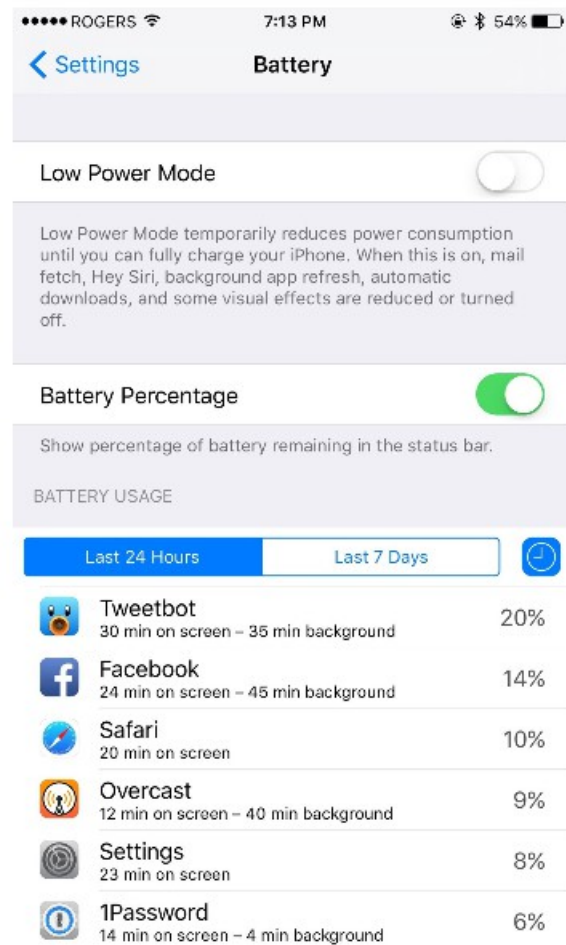 ROGERS 7:13 PM 54%
Settings Battery
Low Power Mode
Low Power Mode temporarily reduces power consumption
until you can fully charge your iPhone. When this is on, mail
fetch, Hey Siri, background app refresh, automatic
downloads, and some visual effects are reduced or turned
off.
Battery Percentage
Show percentage of battery remaining in the status bar.
BATTERY USAGE
Last 24 Hours Last 7 Days
Tweetbot 20%
30 min on screen – 35 min background
Facebook 14%
24 min on screen – 45 min background
Safari 10%
20 min on screen
Overcast 9%
12 min on screen – 40 min background
Settings 8%
23 min on screen
1Password 6%
14 min on screen – 4 min background